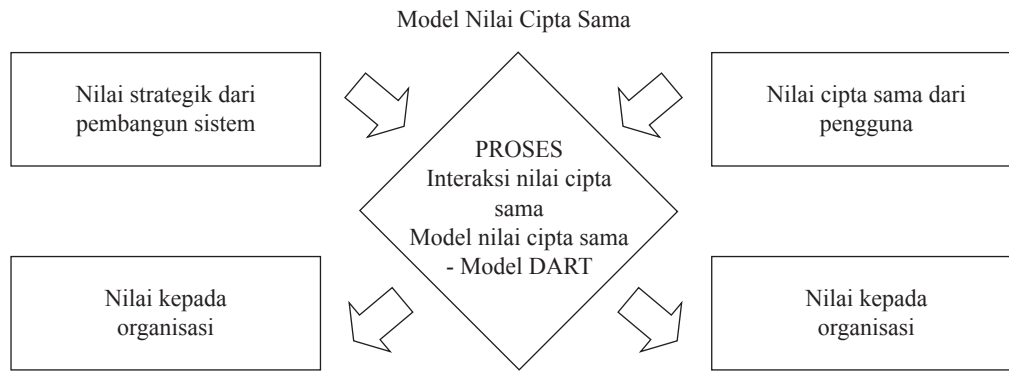 Model Nilai Cipta Sama
Nilai strategik dari
pembangun sistem
Nilai cipta sama dari
pengguna
PROSES
Interaksi nilai cipta
sama
Model nilai cipta sama
- Model DART
Nilai kepada
organisasi
Nilai kepada
organisasi